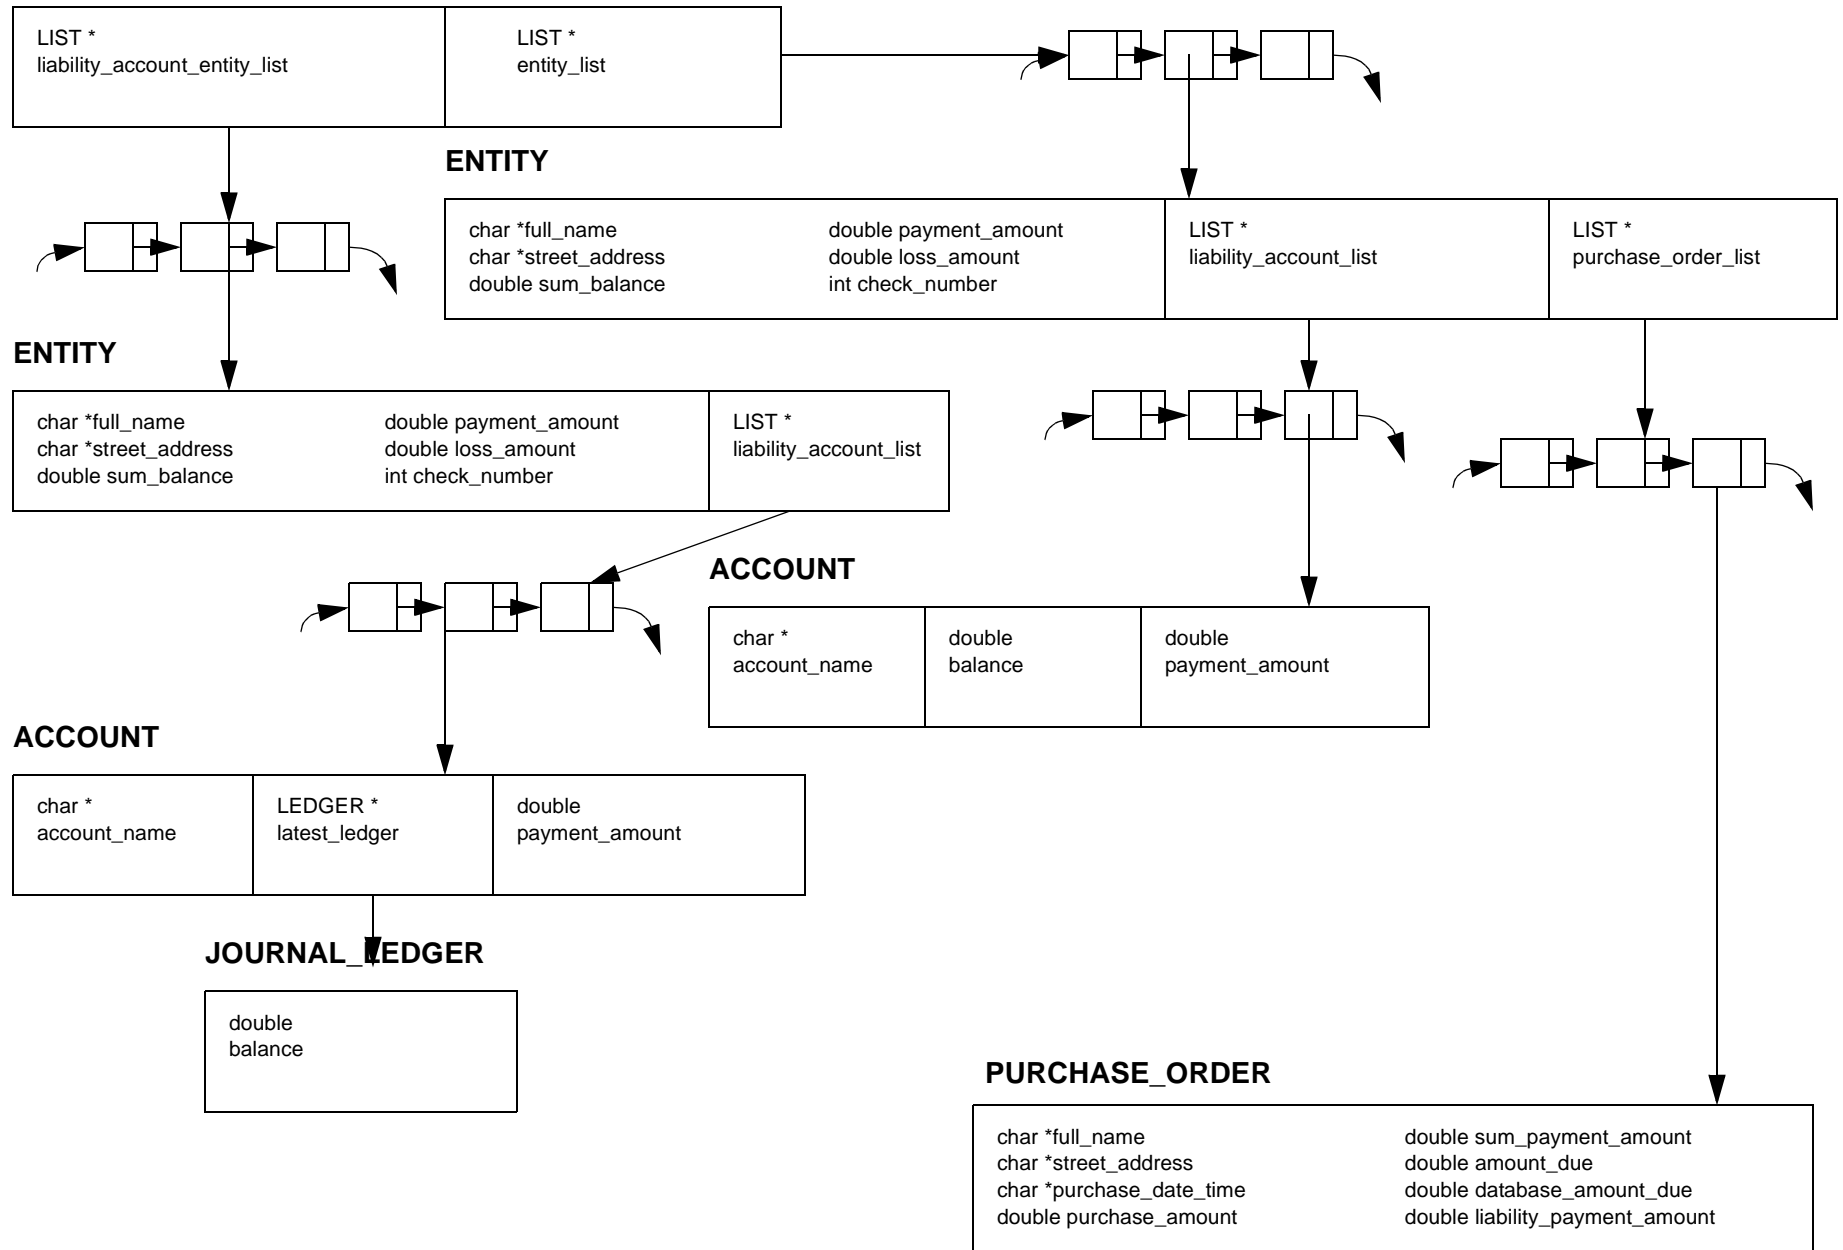 LIST *
liability_account_entity_list
LIST *
entity_list
ENTITY
char *full_name
char *street_address
double sum_balance
double payment_amount
double loss_amount
int check_number
LIST *
liability_account_list
LIST *
purchase_order_list
ENTITY
char *full_name
char *street_address
double sum_balance
double payment_amount
double loss_amount
int check_number
LIST *
liability_account_list
ACCOUNT
char *
account_name
double
balance
double
payment_amount
ACCOUNT
char *
account_name
LEDGER *
latest_ledger
double
payment_amount
JOURNAL_LEDGER
double
balance
PURCHASE_ORDER
char *full_name
char *street_address
char *purchase_date_time
double purchase_amount
double sum_payment_amount
double amount_due
double database_amount_due
double liability_payment_amount